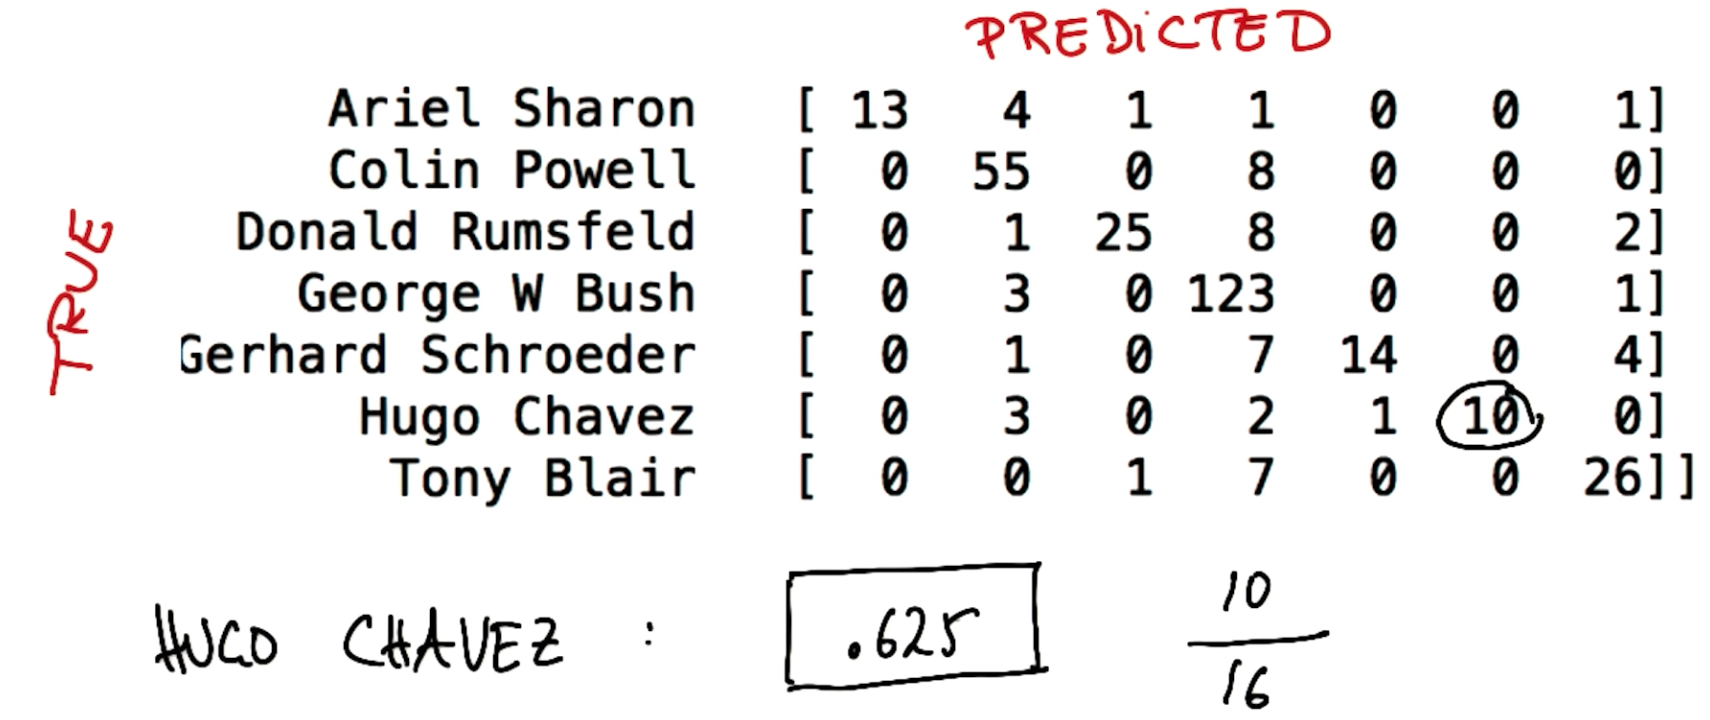 PREDiCTED
TRUE
Ariel Sharon [ 13 4 1 1 0 0 1]
Colin Powell [ 0 55 0 8 0 0 0]
Donald Rumsfeld [ 0 1 25 8 0 0 2]
George W Bush [ 0 3 0 123 0 0 1]
Gerhard Schroeder [ 0 1 0 7 14 0 4]
Hugo Chavez [ 0 3 0 2 1 10 0]
Tony Blair [ 0 0 1 7 0 0 26]]
HUGO CHAVEZ : .625 10
16